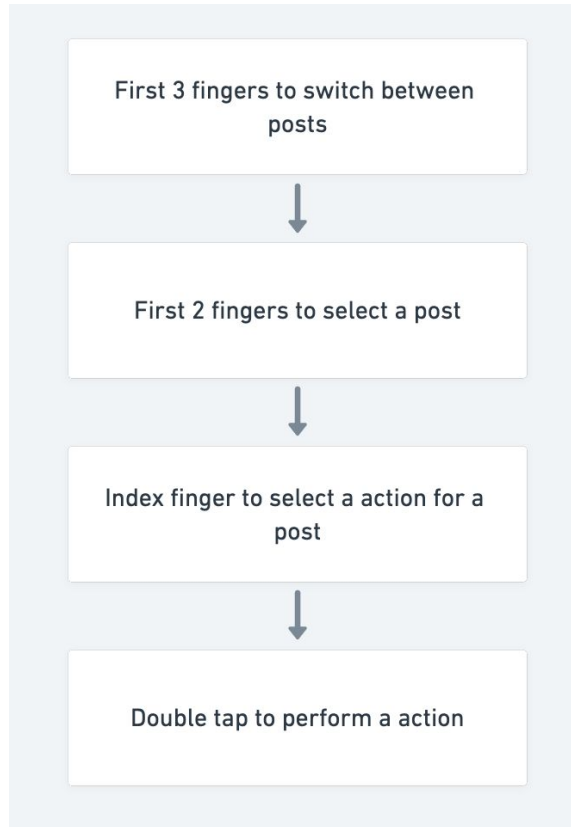 First 3 fingers to switch between
posts
First 2 fingers to select a post
Index finger to select a action for a
post
Double tap to perform a action